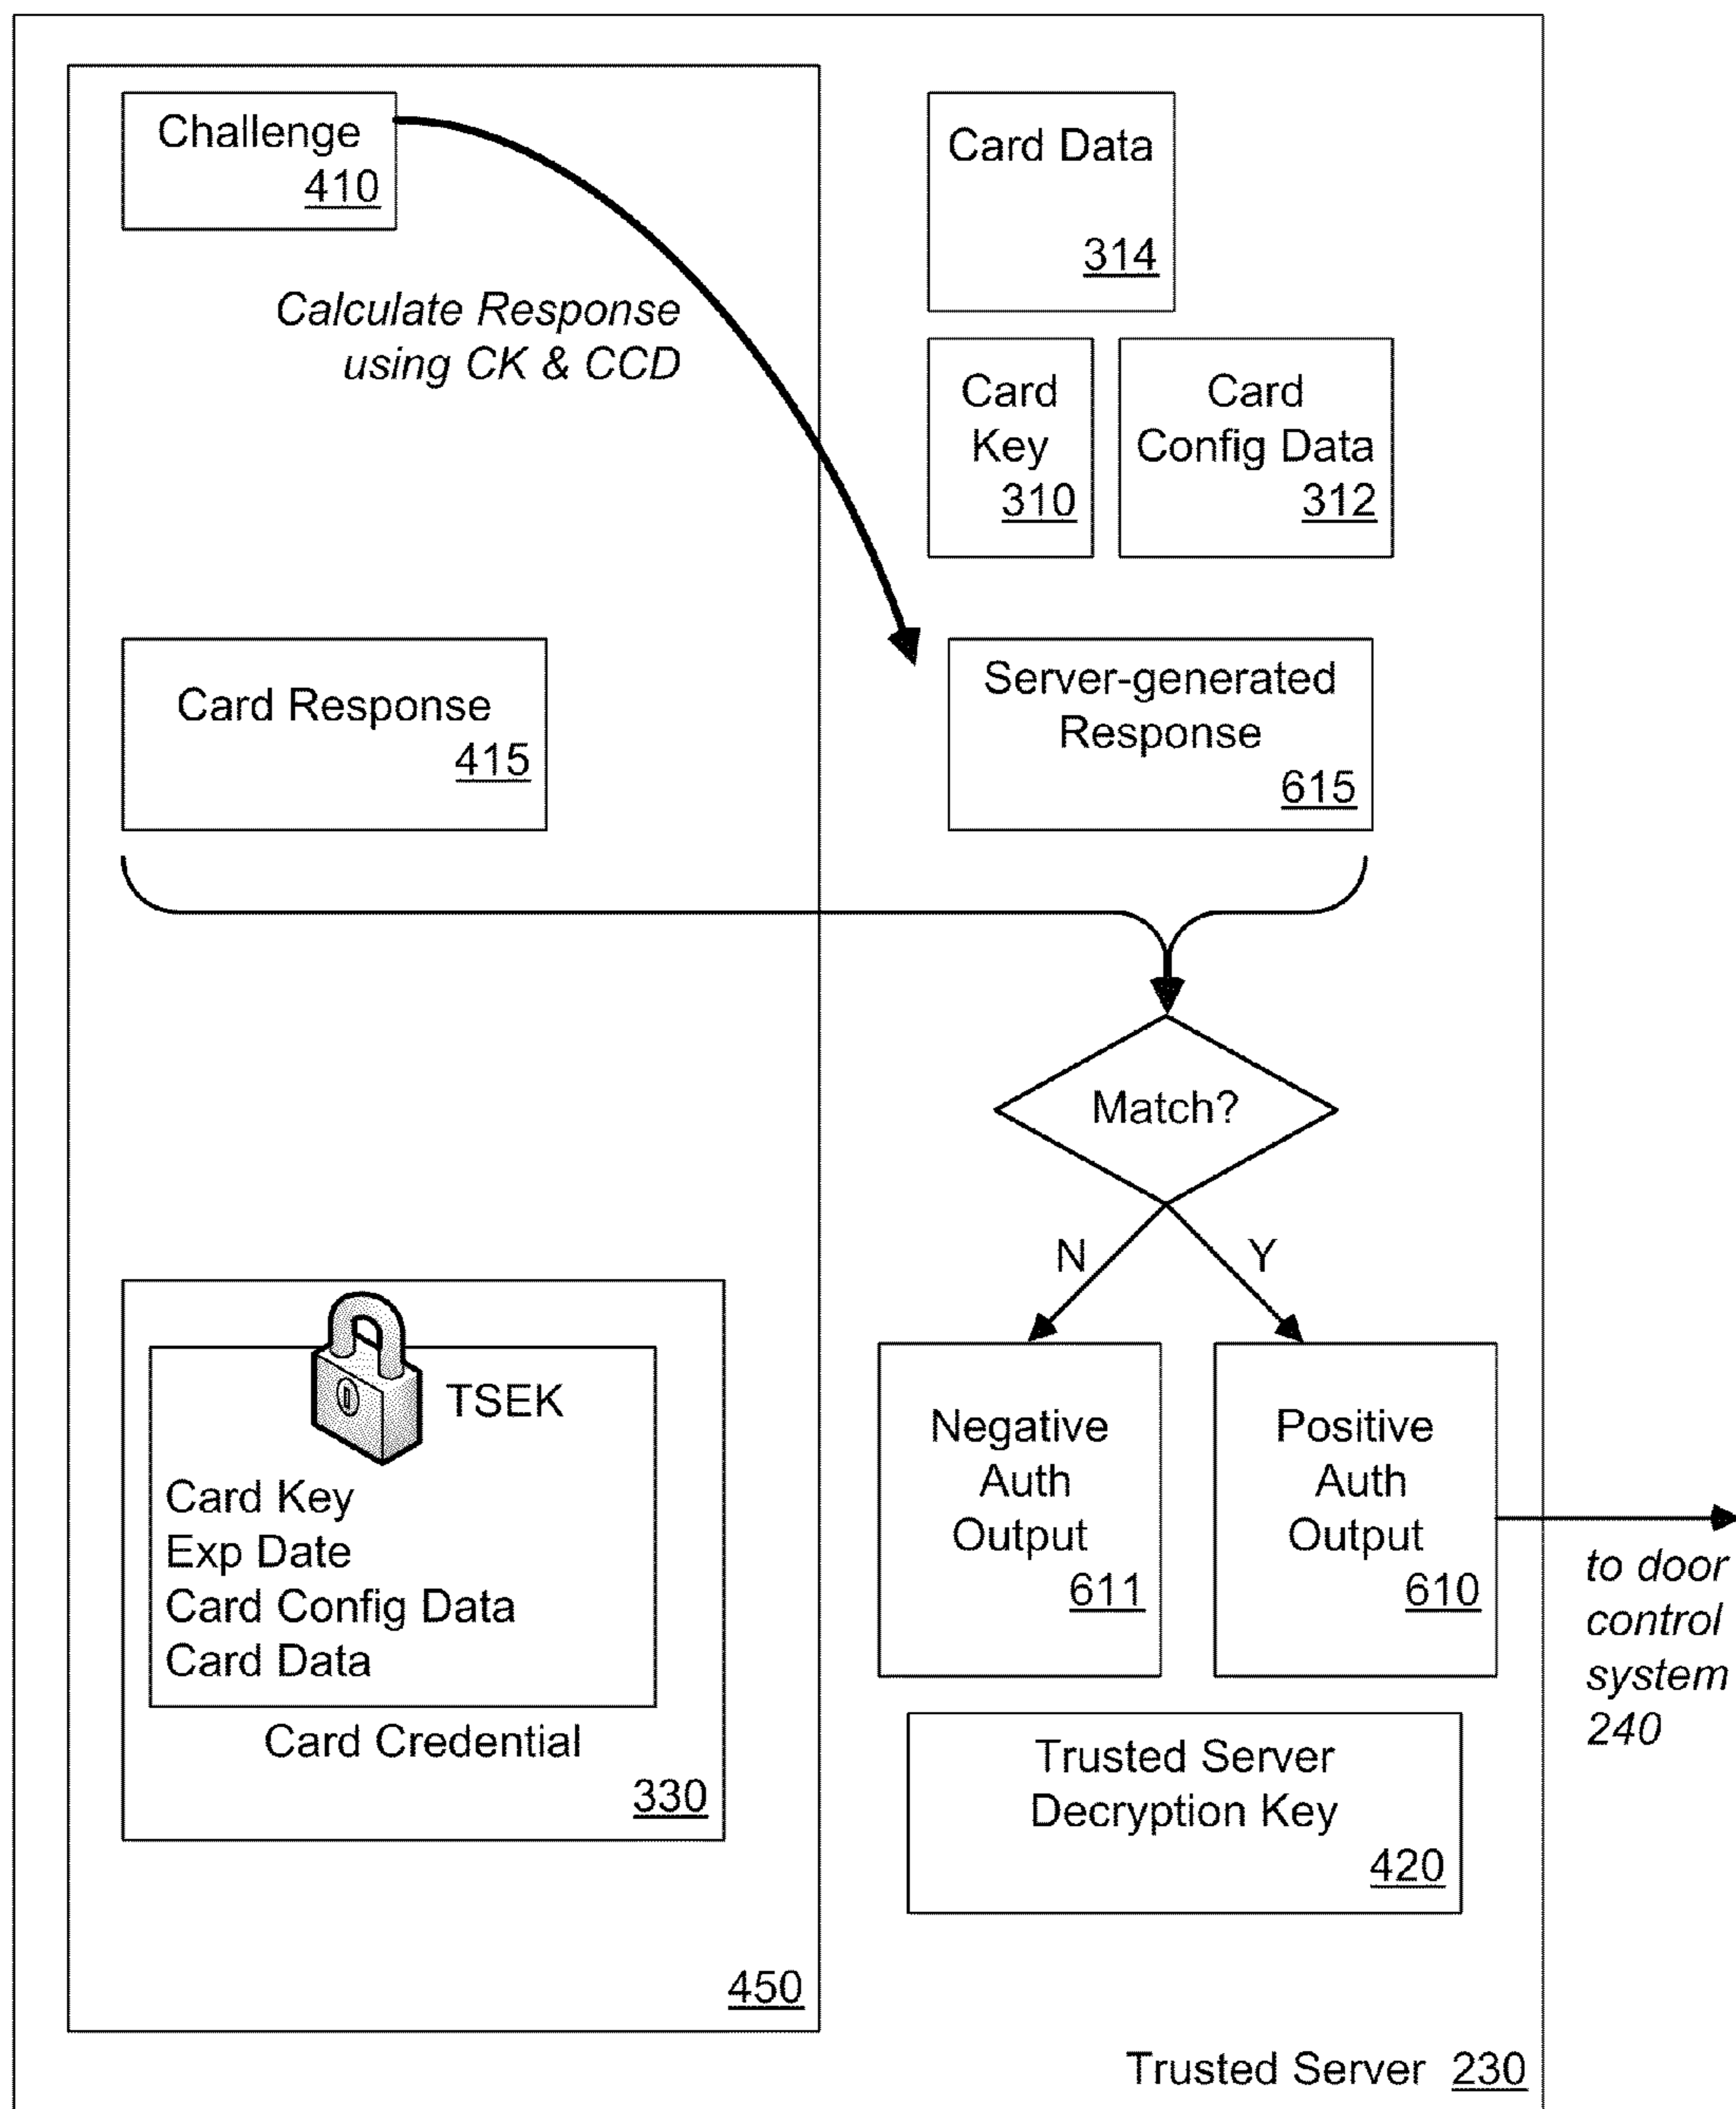 Challenge
410
Calculate Response
using CK & CCD
Card Data
314
Card
Key
310
Card
Config Data
312
Card Response
415
Server-generated
Response
615
Match?
N
Y
TSEK
Card Key
Exp Date
Card Config Data
Card Data
Card Credential
330
Negative
Auth
Output
611
Positive
Auth
Output
610
to door
control
system
240
Trusted Server
Decryption Key
420
450
Trusted Server 230